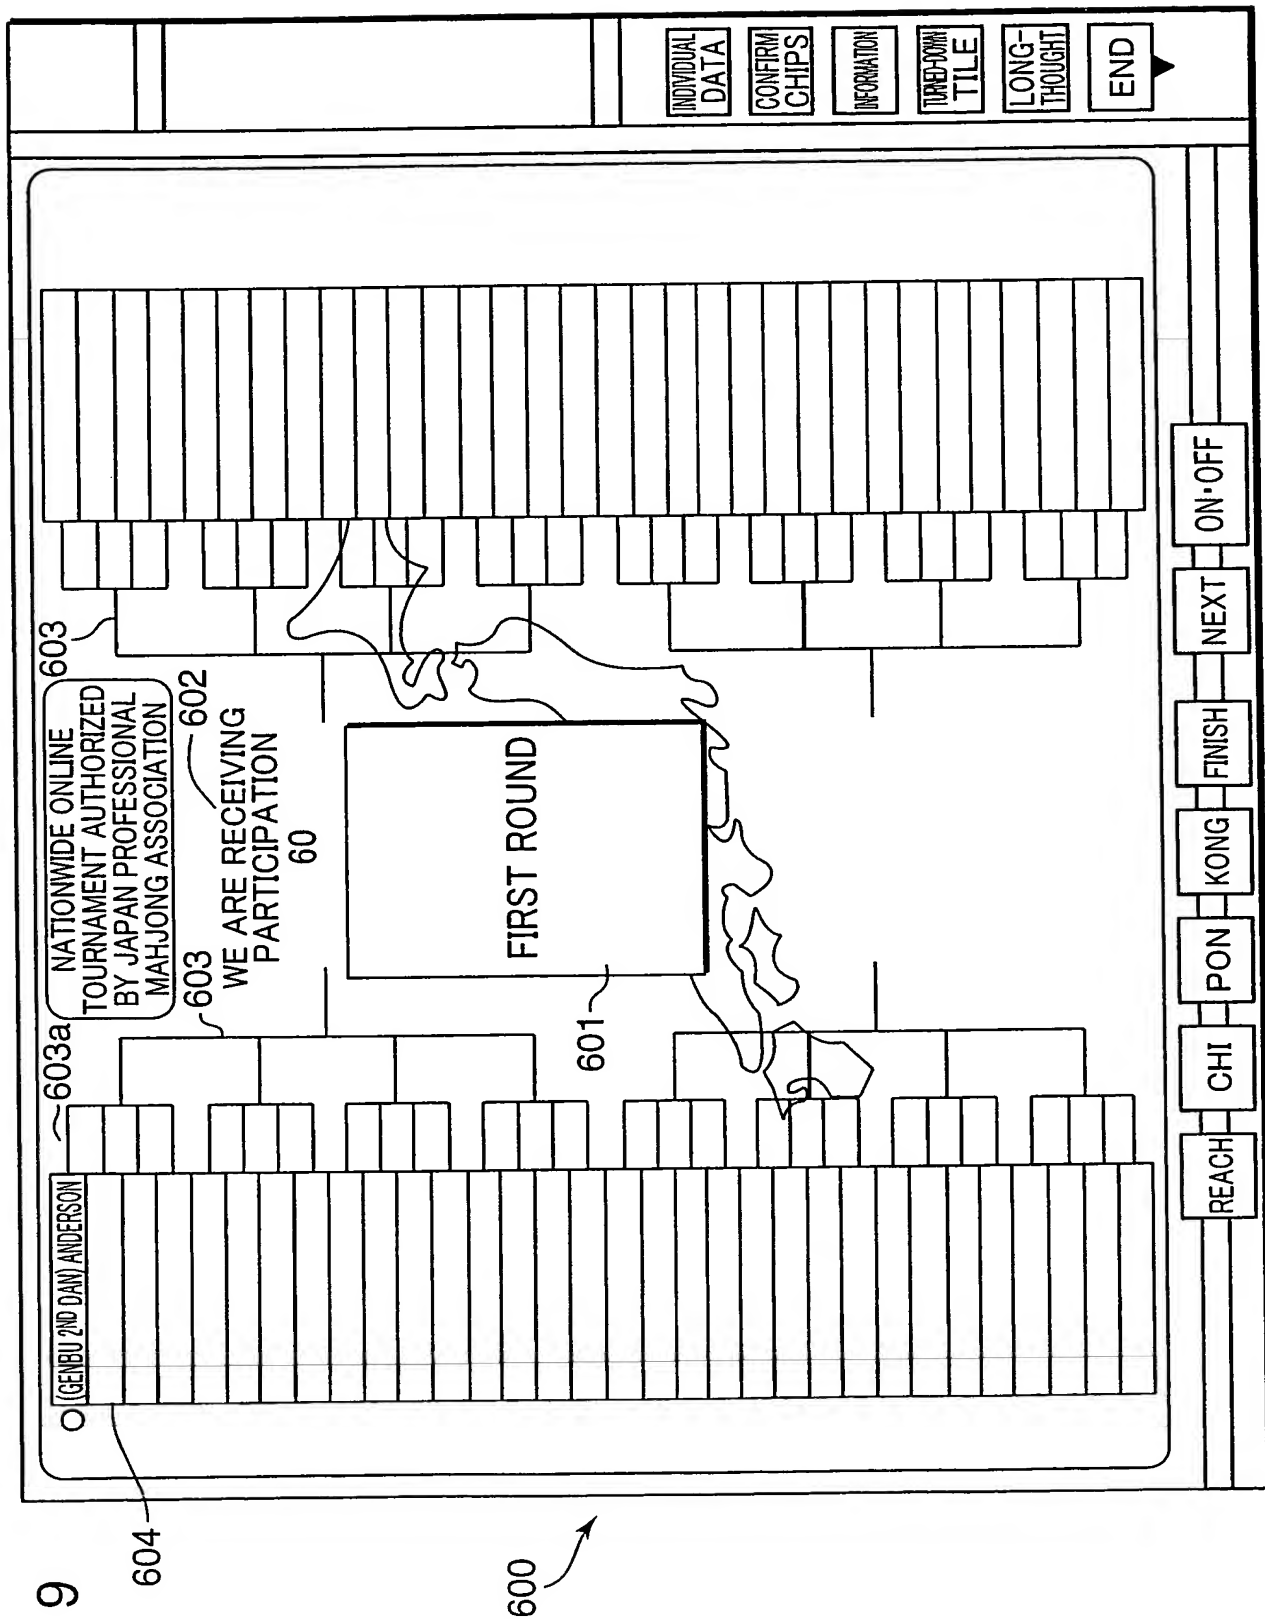 9
604
600
(GENBU 2ND DAN) ANDERSON
603a
NATIONWIDE ONLINE
TOURNAMENT AUTHORIZED
BY JAPAN PROFESSIONAL
MAHJONG ASSOCIATION
603
603
602
WE ARE RECEIVING
PARTICIPATION
60
FIRST ROUND
601
INDIVIDUAL
DATA
CONFIRM
CHIPS
INFORMATION
TURNED-DOWN
TILE
LONG-
THOUGHT
END
REACH
CHI
PON
KONG
FINISH
NEXT
ON·OFF